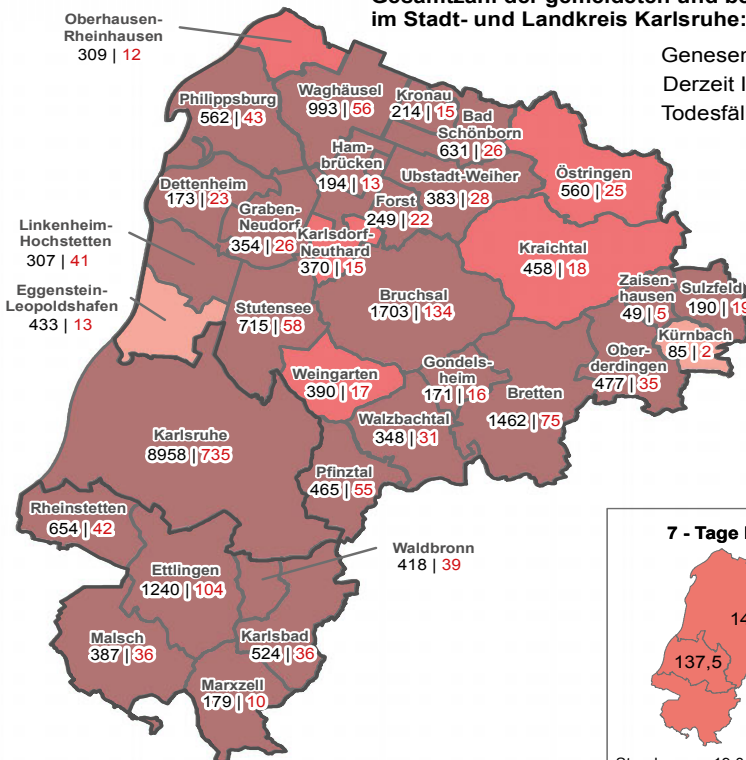 im Stadt- und Landkreis Karlsruhe:
Oberhausen-
Rheinhausen
309 | 12
Philippsburg
562 | 43
Waghäusel
993 | 56
Kronau
214 | 15
Bad
Schönborn
631 | 26
Östringen
560 | 25
Ham-
brücken
194 | 13
Ubstadt-Weiher
383 | 28
Dettenheim
173 | 23
Graben-
Neudorf
354 | 26
Forst
249 | 22
Karlsdorf-
Neuthard
370 | 15
Kraichtal
458 | 18
Linkenheim-
Hochstetten
307 | 41
Eggenstein-
Leopoldshafen
433 | 13
Stutensee
715 | 58
Bruchsal
1703 | 134
Zaisen-
hausen
49 | 5
Sulzfeld
190 | 19
Kürnbach
85 | 2
Ober-
derdingen
477 | 35
Weingarten
390 | 17
Gondels-
heim
171 | 16
Bretten
1462 | 75
Walzbachtal
348 | 31
Karlsruhe
8958 | 735
Pfinztal
465 | 55
Rheinstetten
654 | 42
Waldbronn
418 | 39
Ettlingen
1240 | 104
Malsch
387 | 36
Karlsbad
524 | 36
Marxzell
179 | 10
7 - Tage
137,5